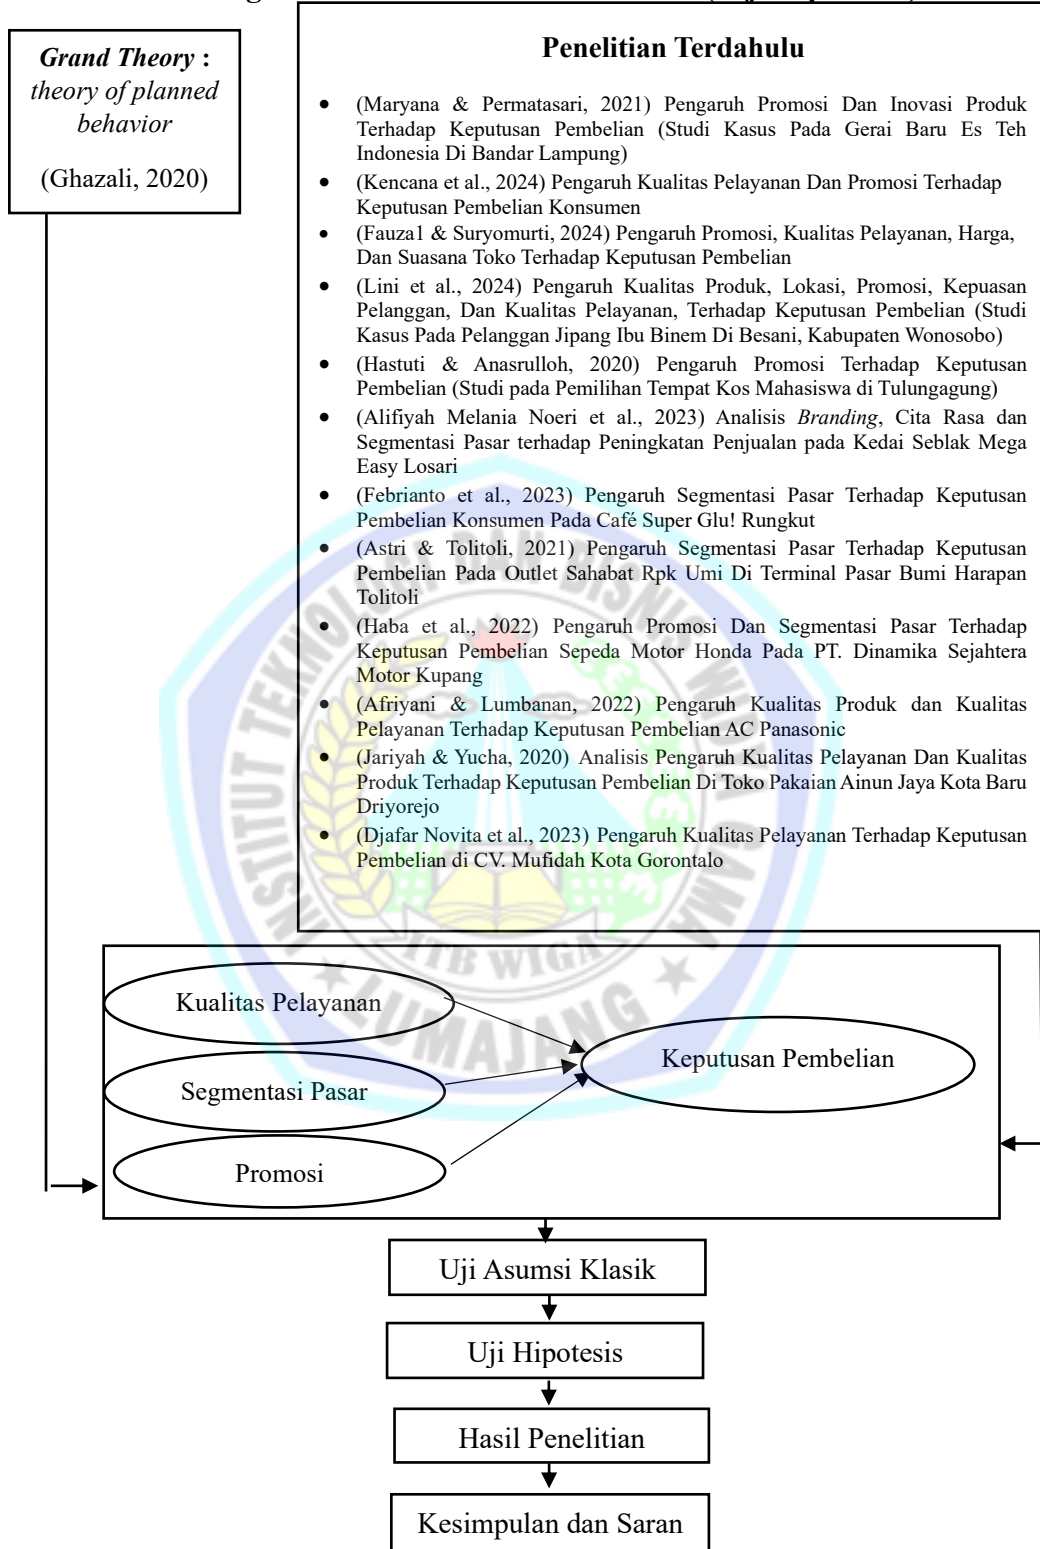 Grand Theory :
theory of planned
behavior
(Ghazali, 2020)
Penelitian Terdahulu
• (Maryana & Permatasari, 2021) Pengaruh Promosi Dan Inovasi Produk
Terhadap Keputusan Pembelian (Studi Kasus Pada Gerai Baru Es Teh
Indonesia Di Bandar Lampung)
• (Kencana et al., 2024) Pengaruh Kualitas Pelayanan Dan Promosi Terhadap
Keputusan Pembelian Konsumen
• (Fauza1 & Suryomurti, 2024) Pengaruh Promosi, Kualitas Pelayanan, Harga,
Dan Suasana Toko Terhadap Keputusan Pembelian
• (Lini et al., 2024) Pengaruh Kualitas Produk, Lokasi, Promosi, Kepuasan
Pelanggan, Dan Kualitas Pelayanan, Terhadap Keputusan Pembelian (Studi
Kasus Pada Pelanggan Jipang Ibu Binem Di Besani, Kabupaten Wonosobo)
• (Hastuti & Anasrulloh, 2020) Pengaruh Promosi Terhadap Keputusan
Pembelian (Studi pada Pemilihan Tempat Kos Mahasiswa di Tulungagung)
• (Alifiyah Melania Noeri et al., 2023) Analisis Branding, Cita Rasa dan
Segmentasi Pasar terhadap Peningkatan Penjualan pada Kedai Seblak Mega
Easy Losari
• (Febrianto et al., 2023) Pengaruh Segmentasi Pasar Terhadap Keputusan
Pembelian Konsumen Pada Café Super Glu! Rungkut
• (Astri & Tolitoli, 2021) Pengaruh Segmentasi Pasar Terhadap Keputusan
Pembelian Pada Outlet Sahabat Rpk Umi Di Terminal Pasar Bumi Harapan
Tolitoli
• (Haba et al., 2022) Pengaruh Promosi Dan Segmentasi Pasar Terhadap
Keputusan Pembelian Sepeda Motor Honda Pada PT. Dinamika Sejahtera
Motor Kupang
• (Afriyani & Lumbanan, 2022) Pengaruh Kualitas Produk dan Kualitas
Pelayanan Terhadap Keputusan Pembelian AC Panasonic
• (Jariyah & Yucha, 2020) Analisis Pengaruh Kualitas Pelayanan Dan Kualitas
Produk Terhadap Keputusan Pembelian Di Toko Pakaian Ainun Jaya Kota Baru
Driyorejo
• (Djafar Novita et al., 2023) Pengaruh Kualitas Pelayanan Terhadap Keputusan
Pembelian di CV. Mufidah Kota Gorontalo
INSTITUT TEKNOLOGI DAN BISNIS WIDYA GAMA
ITB WIGA
LUMAJANG
Kualitas Pelayanan
Segmentasi Pasar
Promosi
Keputusan Pembelian
Uji Asumsi Klasik
Uji Hipotesis
Hasil Penelitian
Kesimpulan dan Saran